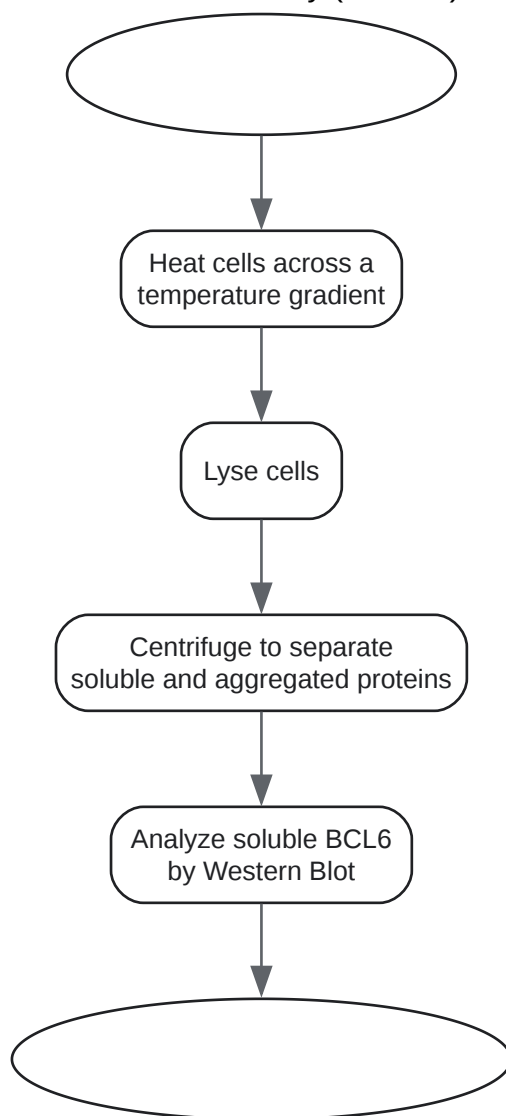 Heat cells across a
temperature gradient
Lyse cells
Centrifuge to separate
soluble and aggregated proteins
Analyze soluble BCL6
by Western Blot